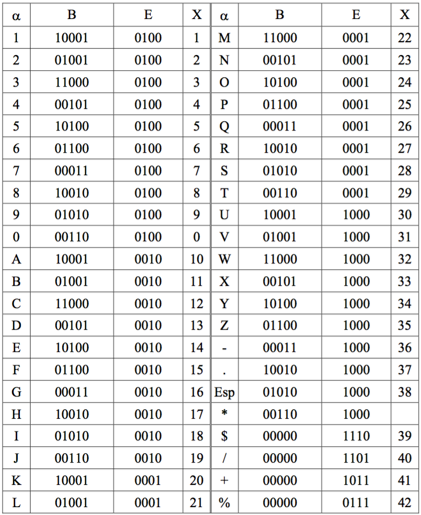 α B E X α B E X
1 10001 0100 1 M 11000 0001 22
2 01001 0100 2 N 00101 0001 23
3 11000 0100 3 O 10100 0001 24
4 00101 0100 4 P 01100 0001 25
5 10100 0100 5 Q 00011 0001 26
6 01100 0100 6 R 10010 0001 27
7 00011 0100 7 S 01010 0001 28
8 10010 0100 8 T 00110 0001 29
9 01010 0100 9 U 10001 1000 30
0 00110 0100 0 V 01001 1000 31
A 10001 0010 10 W 11000 1000 32
B 01001 0010 11 X 00101 1000 33
C 11000 0010 12 Y 10100 1000 34
D 00101 0010 13 Z 01100 1000 35
E 10100 0010 14 - 00011 1000 36
F 01100 0010 15 . 10010 1000 37
G 00011 0010 16 Esp 01010 1000 38
H 10010 0010 17 * 00110 1000
I 01010 0010 18 $ 00000 1110 39
J 00110 0010 19 / 00000 1101 40
K 10001 0001 20 + 00000 1011 41
L 01001 0001 21 % 00000 0111 42